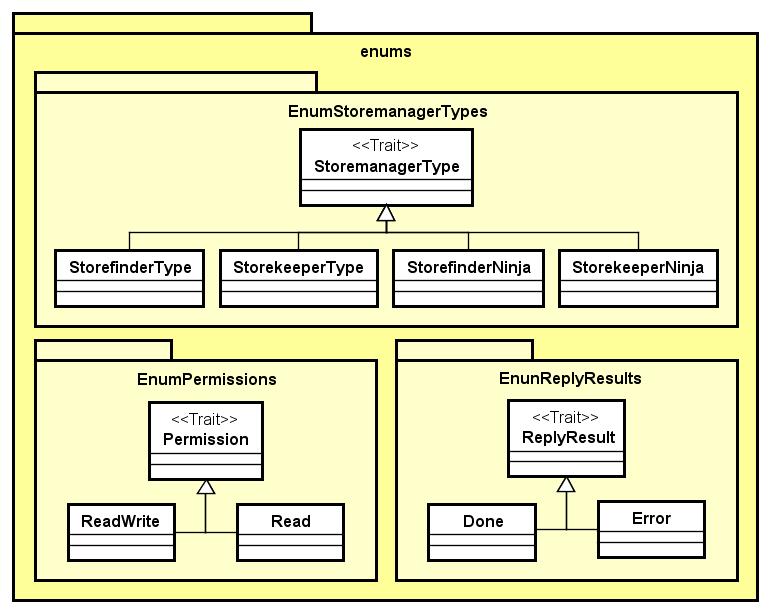 enums
EnumStoremanagerTypes
<<Trait>>
StoremanagerType
StorefinderType
StorekeeperType
StorefinderNinja
StorekeeperNinja
EnumPermissions
<<Trait>>
Permission
ReadWrite
Read
EnunReplyResults
<<Trait>>
ReplyResult
Done
Error